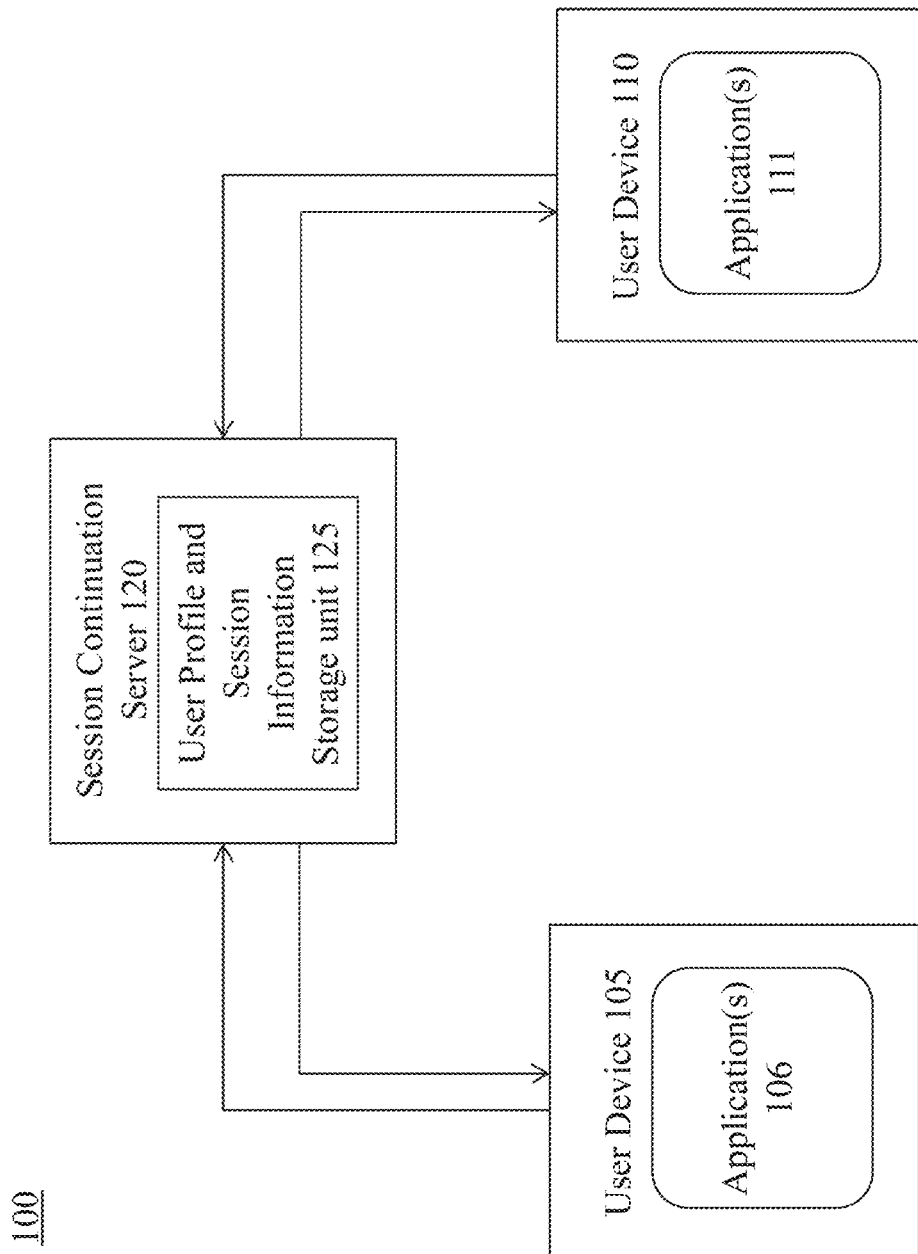 100
Session Continuation
Server 120
User Profile and
Session
Information
Storage unit 125
User Device 105
Application(s)
106
User Device 110
Application(s)
111